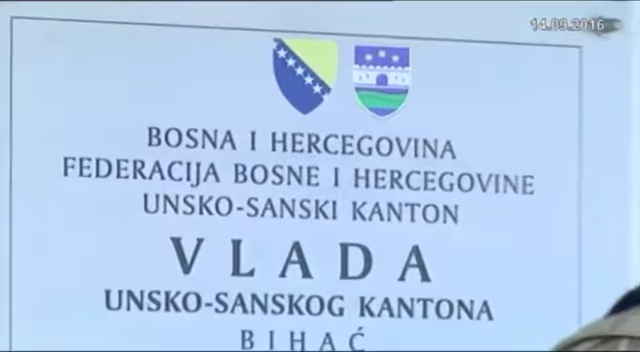 14.09.2016
BOSNA I HERCEGOVINA
FEDERACIJA BOSNE I HERCEGOVINE
UNSKO-SANSKI KANTON
VLADA
UNSKO-SANSKOG KANTONA
BIHAĆ